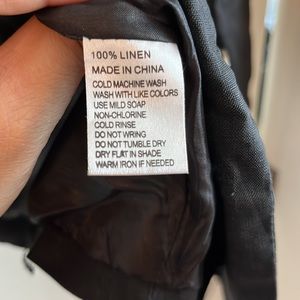 100% LINEN
MADE IN CHINA
COLD MACHINE WASH
WASH WITH LIKE COLORS
USE MILD SOAP
NON-CHLORINE
COLD RINSE
DO NOT WRING
DO NOT TUMBLE DRY
DRY FLAT IN SHADE
WARM IRON IF NEEDED